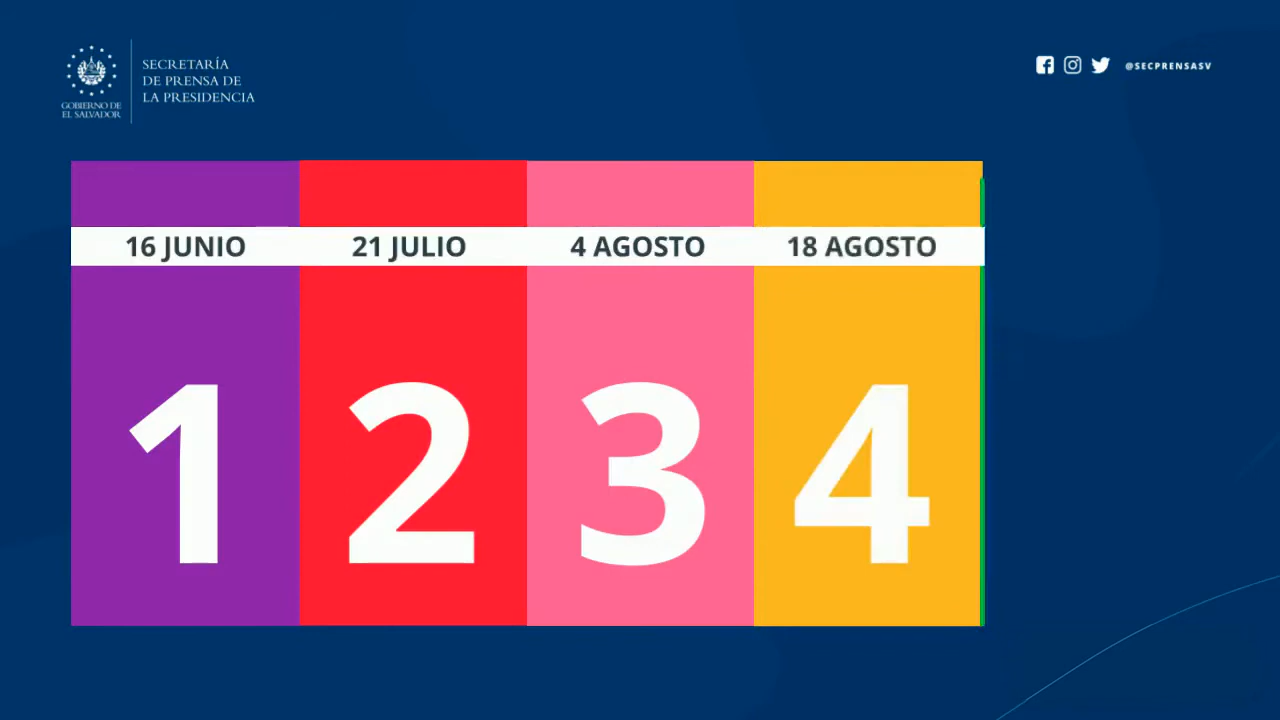 GOBIERNO DE
EL SALVADOR
SECRETARÍA
DE PRENSA DE
LA PRESIDENCIA
@SECPRENSASV
16 JUNIO
21 JULIO
4 AGOSTO
18 AGOSTO
1
2
3
4